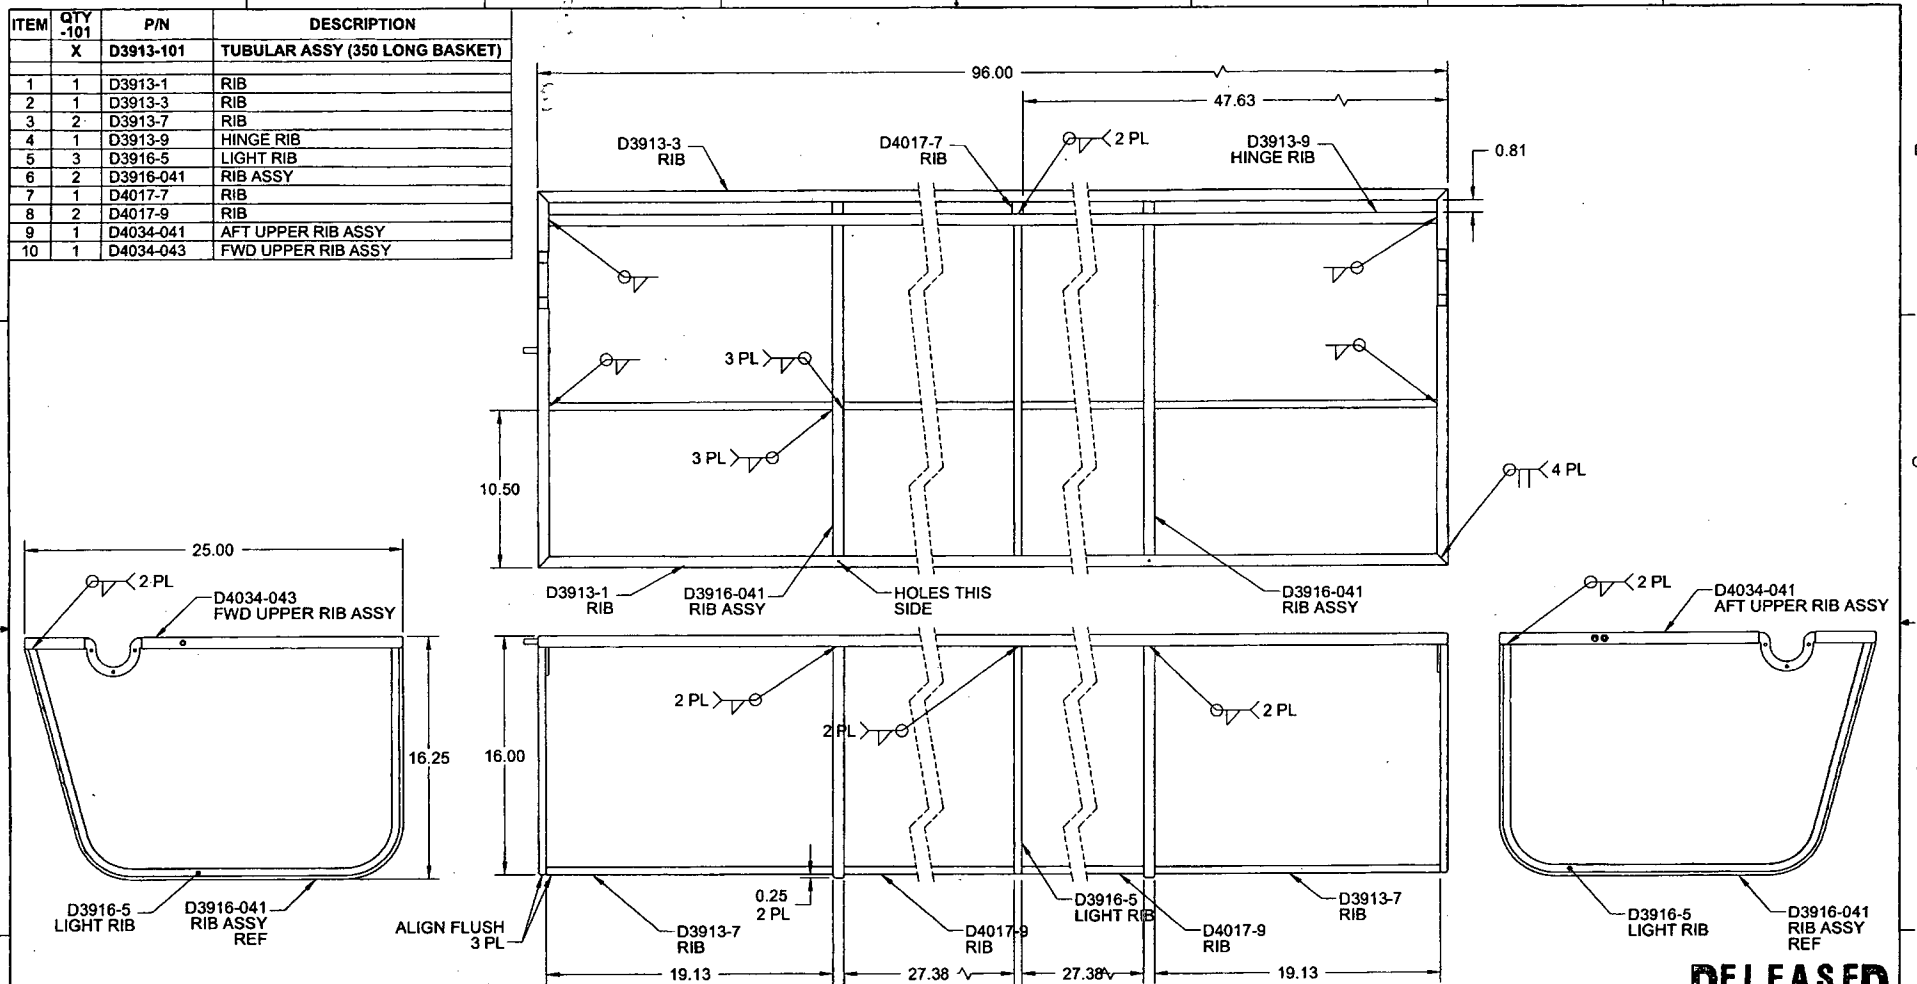 ITEM QTY -101 P/N DESCRIPTION
X D3913-101 TUBULAR ASSY (350 LONG BASKET)
1 1 D3913-1 RIB
2 1 D3913-3 RIB
3 2 D3913-7 RIB
4 1 D3913-9 HINGE RIB
5 3 D3916-5 LIGHT RIB
6 2 D3916-041 RIB ASSY
7 1 D4017-7 RIB
8 2 D4017-9 RIB
9 1 D4034-041 AFT UPPER RIB ASSY
10 1 D4034-043 FWD UPPER RIB ASSY
96.00
47.63
D3913-3
RIB
D4017-7
RIB
2 PL
D3913-9
HINGE RIB
0.81
3 PL
3 PL
10.50
4 PL
D3913-1
RIB
D3916-041
RIB ASSY
HOLES THIS
SIDE
D3916-041
RIB ASSY
25.00
2 PL
D4034-043
FWD UPPER RIB ASSY
16.25
D3916-5
LIGHT RIB
D3916-041
RIB ASSY
REF
16.00
2 PL
2 PL
2 PL
0.25
2 PL
ALIGN FLUSH
3 PL
D3913-7
RIB
D4017-9
RIB
D3916-5
LIGHT RIB
D4017-9
RIB
D3913-7
RIB
19.13
27.38
27.38
19.13
2 PL
D4034-041
AFT UPPER RIB ASSY
D3916-5
LIGHT RIB
D3916-041
RIB ASSY
REF
RELEASED